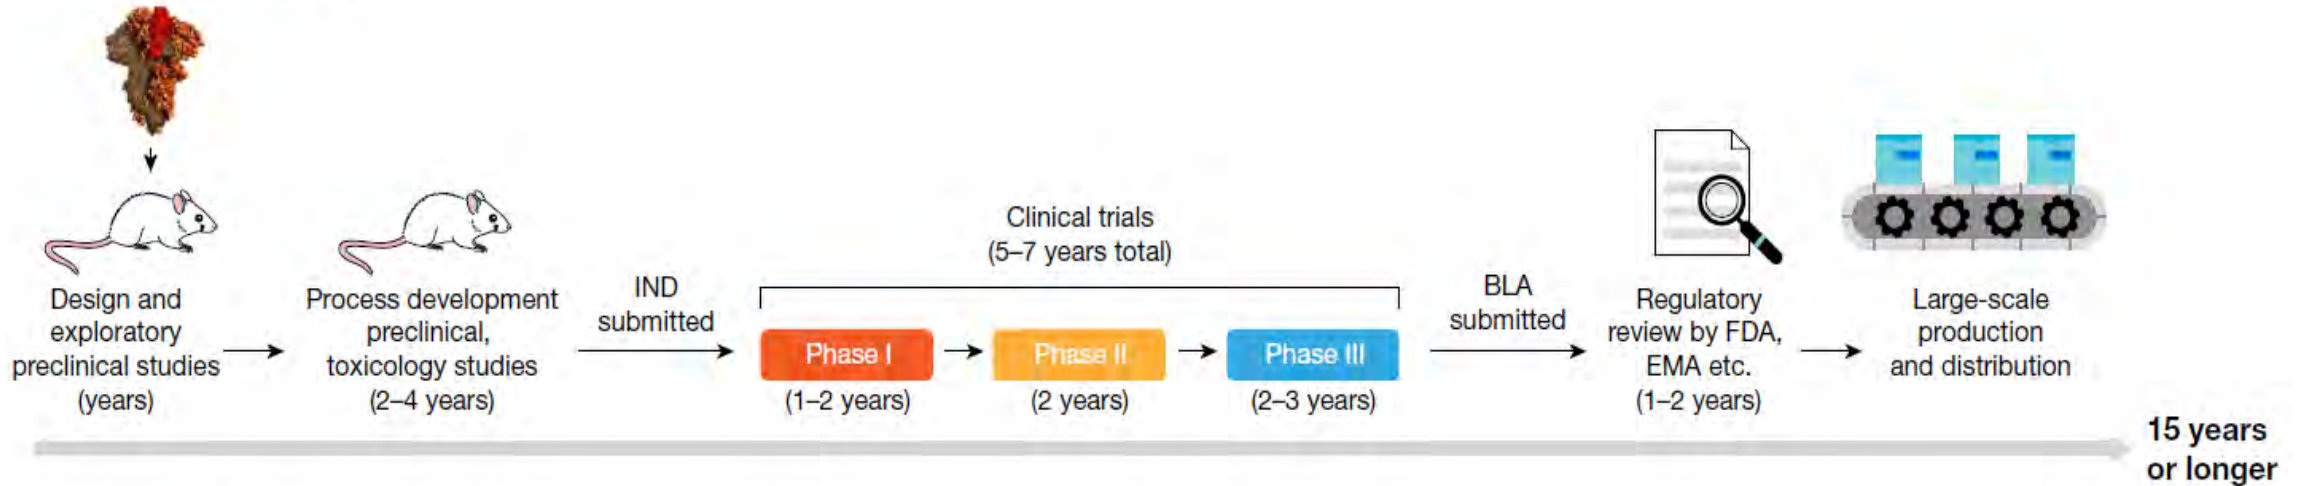 Design and
exploratory
preclinical studies
(years)
Process development
preclinical,
toxicology studies
(2–4 years)
IND
submitted
Clinical trials
(5–7 years total)
Phase I
(1–2 years)
Phase II
(2 years)
Phase III
(2–3 years)
BLA
submitted
Regulatory
review by FDA,
EMA etc.
(1–2 years)
Large-scale
production
and distribution
15 years
or longer